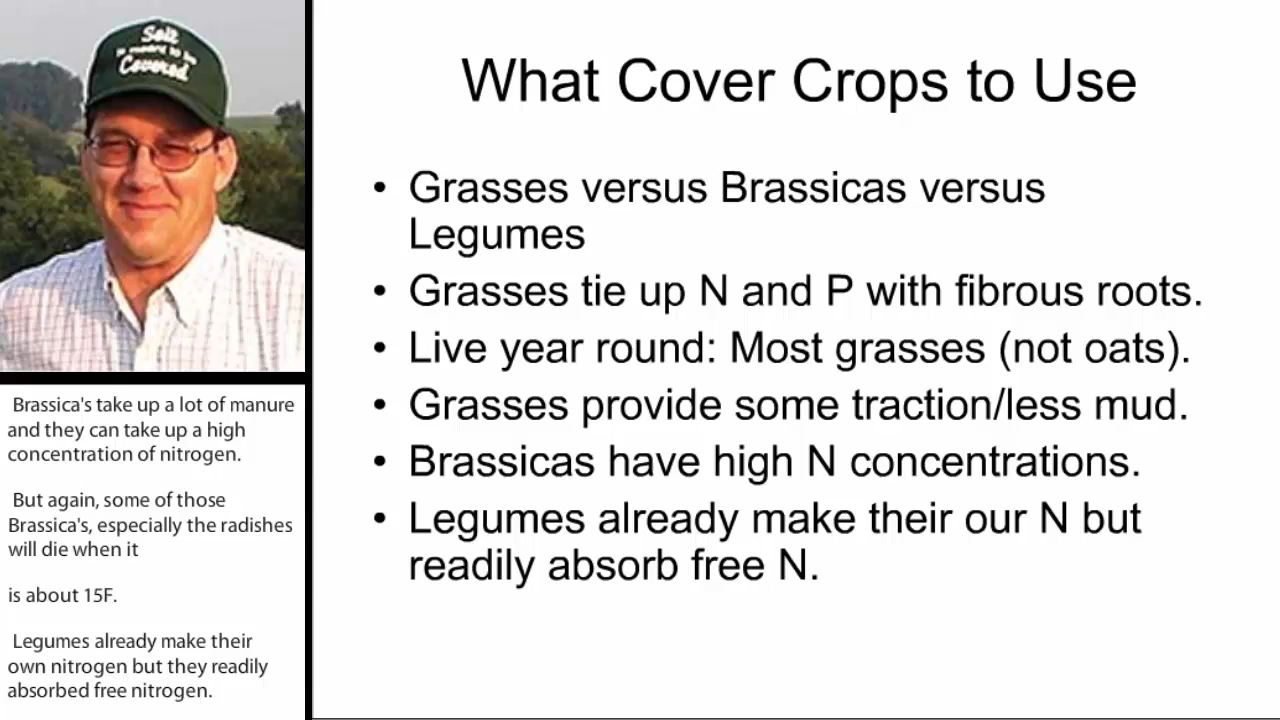 Soil
is meant to be
Covered
Brassica's take up a lot of manure
and they can take up a high
concentration of nitrogen.
But again, some of those
Brassica's, especially the radishes
will die when it
is about 15F.
Legumes already make their
own nitrogen but they readily
absorbed free nitrogen.
What Cover Crops to Use
• Grasses versus Brassicas versus
Legumes
• Grasses tie up N and P with fibrous roots.
• Live year round: Most grasses (not oats).
• Grasses provide some traction/less mud.
• Brassicas have high N concentrations.
• Legumes already make their our N but
readily absorb free N.